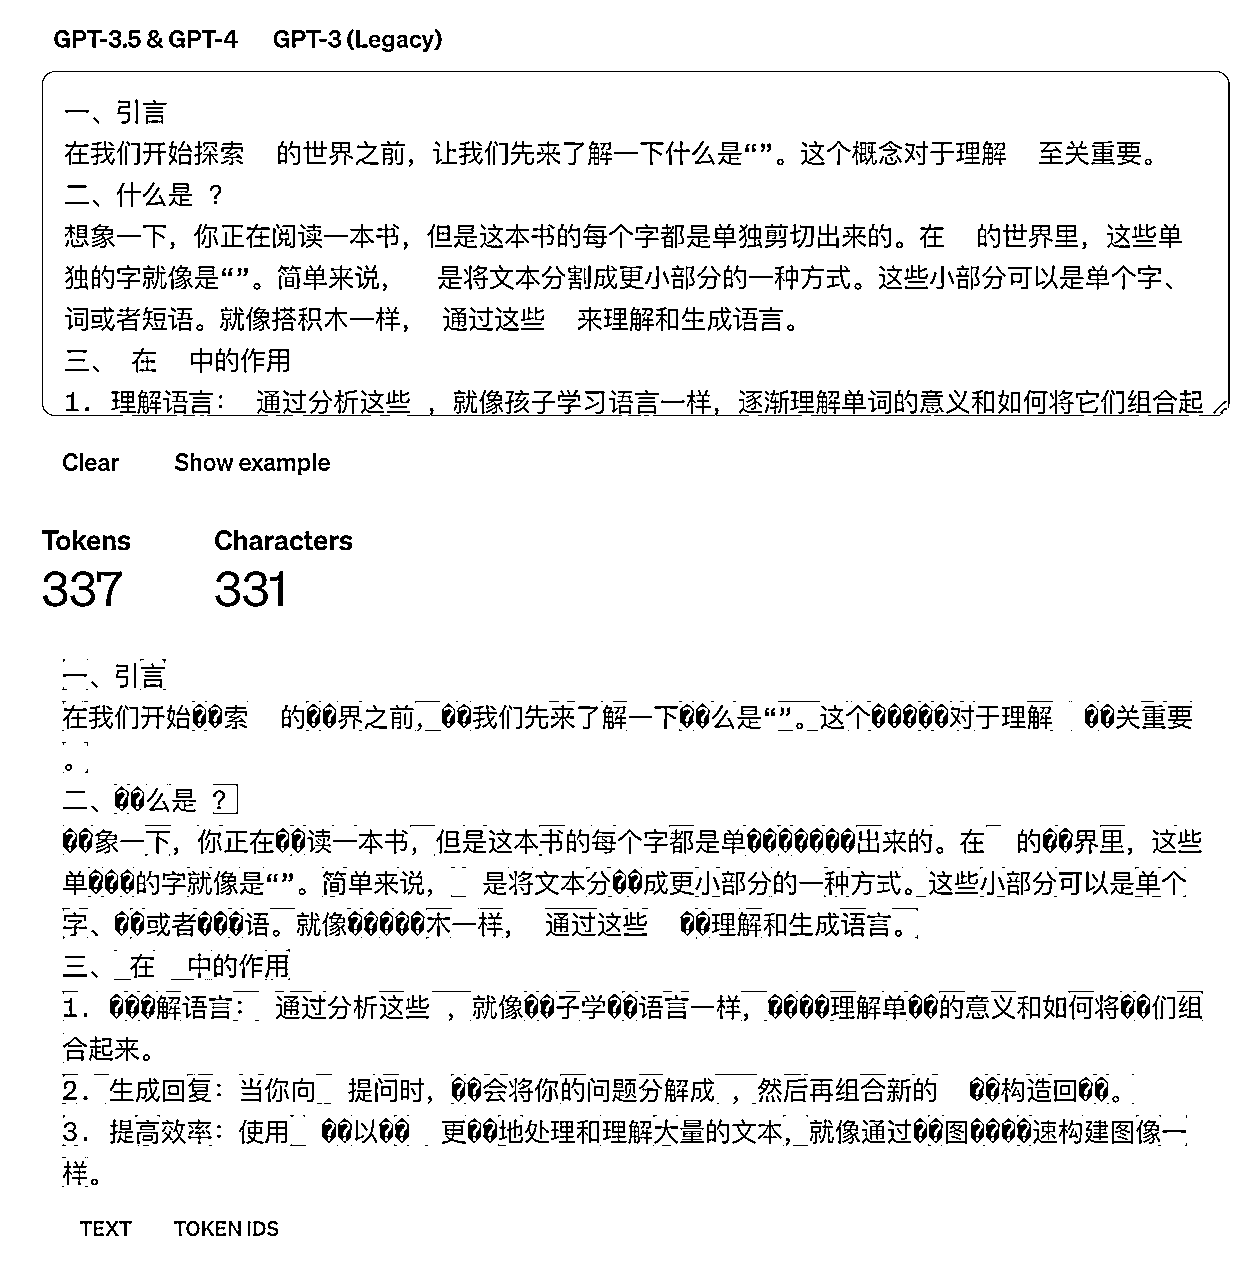 GPT-3.5 & GPT-4 GPT-3 (Legacy)
一、引言
在我们开始探索 的世界之前，让我们先来了解一下什么是“”。这个概念对于理解 至关重要。
二、什么是 ？
想象一下，你正在阅读一本书，但是这本书的每个字都是单独剪切出来的。在 的世界里，这些单
独的字就像是“”。简单来说， 是将文本分割成更小部分的一种方式。这些小部分可以是单个字、
词或者短语。就像搭积木一样， 通过这些 来理解和生成语言。
三、 在 中的作用
1. 理解语言： 通过分析这些 ，就像孩子学习语言一样，逐渐理解单词的意义和如何将它们组合起
Clear Show example
Tokens Characters
337 331
一、引言
在我们开始��索 的��界之前，��我们先来了解一下��么是“”。这个�����对于理解 ��关重要
。
二、��么是 ？
��象一下，你正在��读一本书，但是这本书的每个字都是单�������出来的。在 的��界里，这些
单���的字就像是“”。简单来说， 是将文本分��成更小部分的一种方式。这些小部分可以是单个
字、��或者���语。就像�����木一样， 通过这些 ��理解和生成语言。
三、 在 中的作用
1. ���解语言： 通过分析这些 ，就像��子学��语言一样，����理解单��的意义和如何将��们组
合起来。
2. 生成回复：当你向 提问时，��会将你的问题分解成 ，然后再组合新的 ��构造回��。
3. 提高效率：使用 ��以�� 更��地处理和理解大量的文本，就像通过��图����速构建图像一
样。
TEXT TOKEN IDS